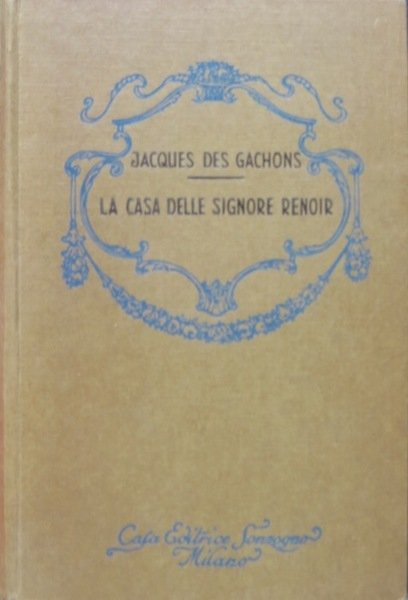 JACQUES DES GACHONS
LA CASA DELLE SIGNORE RENOIR
Casa Editrice Sonzogno
Milano